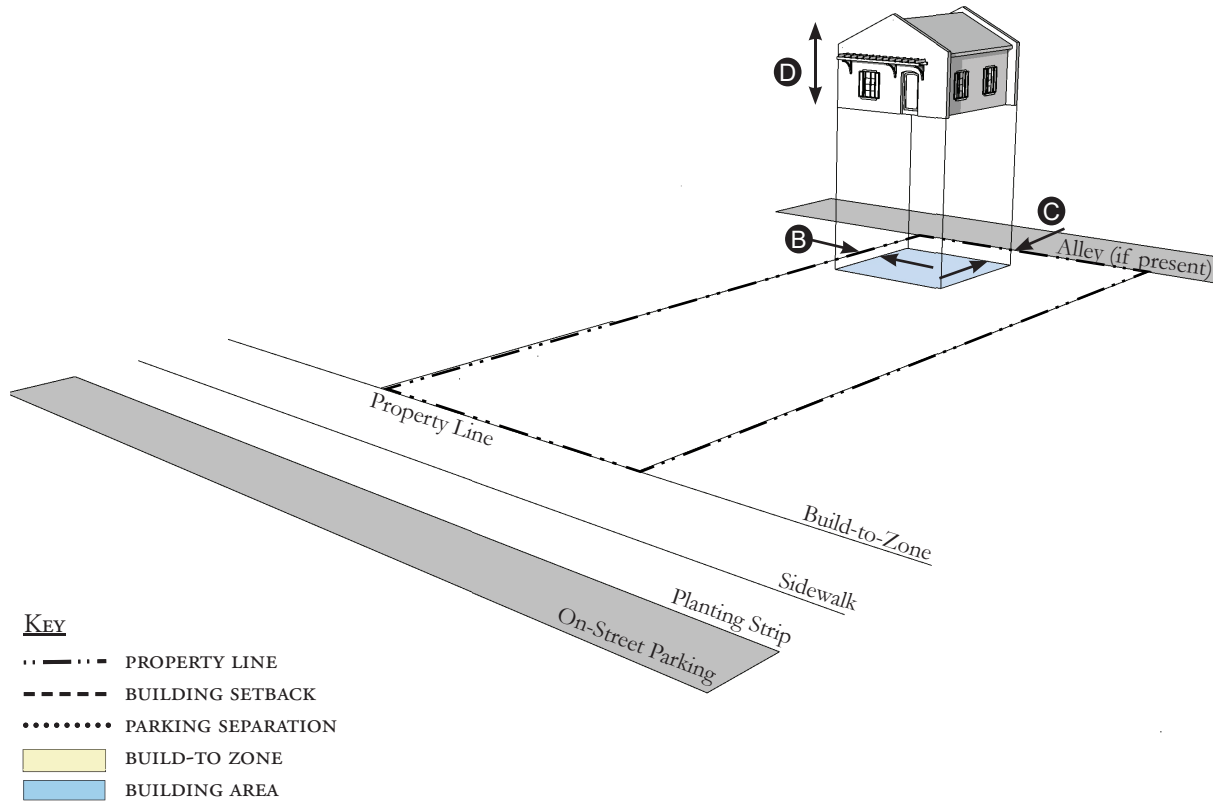 D
C
B
Alley (if present)
Property Line
Build-to-Zone
Sidewalk
Planting Strip
On-Street Parking
KEY
PROPERTY LINE
BUILDING SETBACK
PARKING SEPARATION
BUILD-TO ZONE
BUILDING AREA